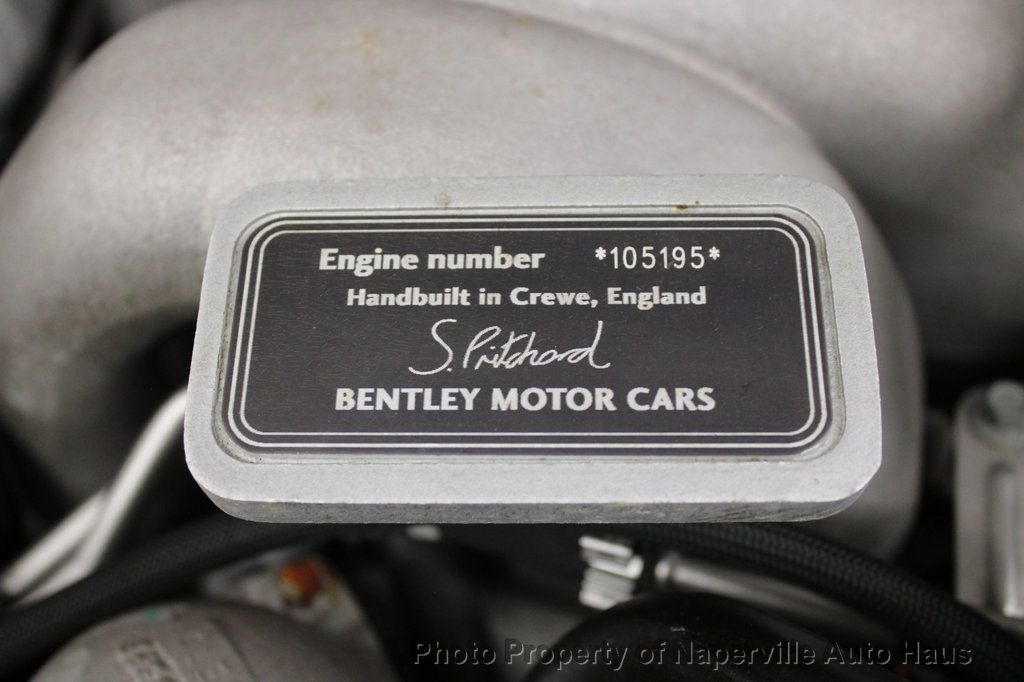 Engine number *105195*
Handbuilt in Crewe, England
S. Pritchard
BENTLEY MOTOR CARS
Photo Property of Naperville Auto Haus